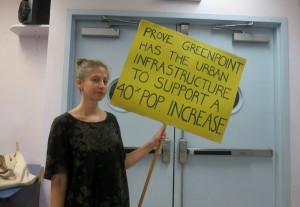 PROVE GREENPOINT
HAS THE URBAN
INFRASTRUCTURE
TO SUPPORT A
40% POP INCREASE